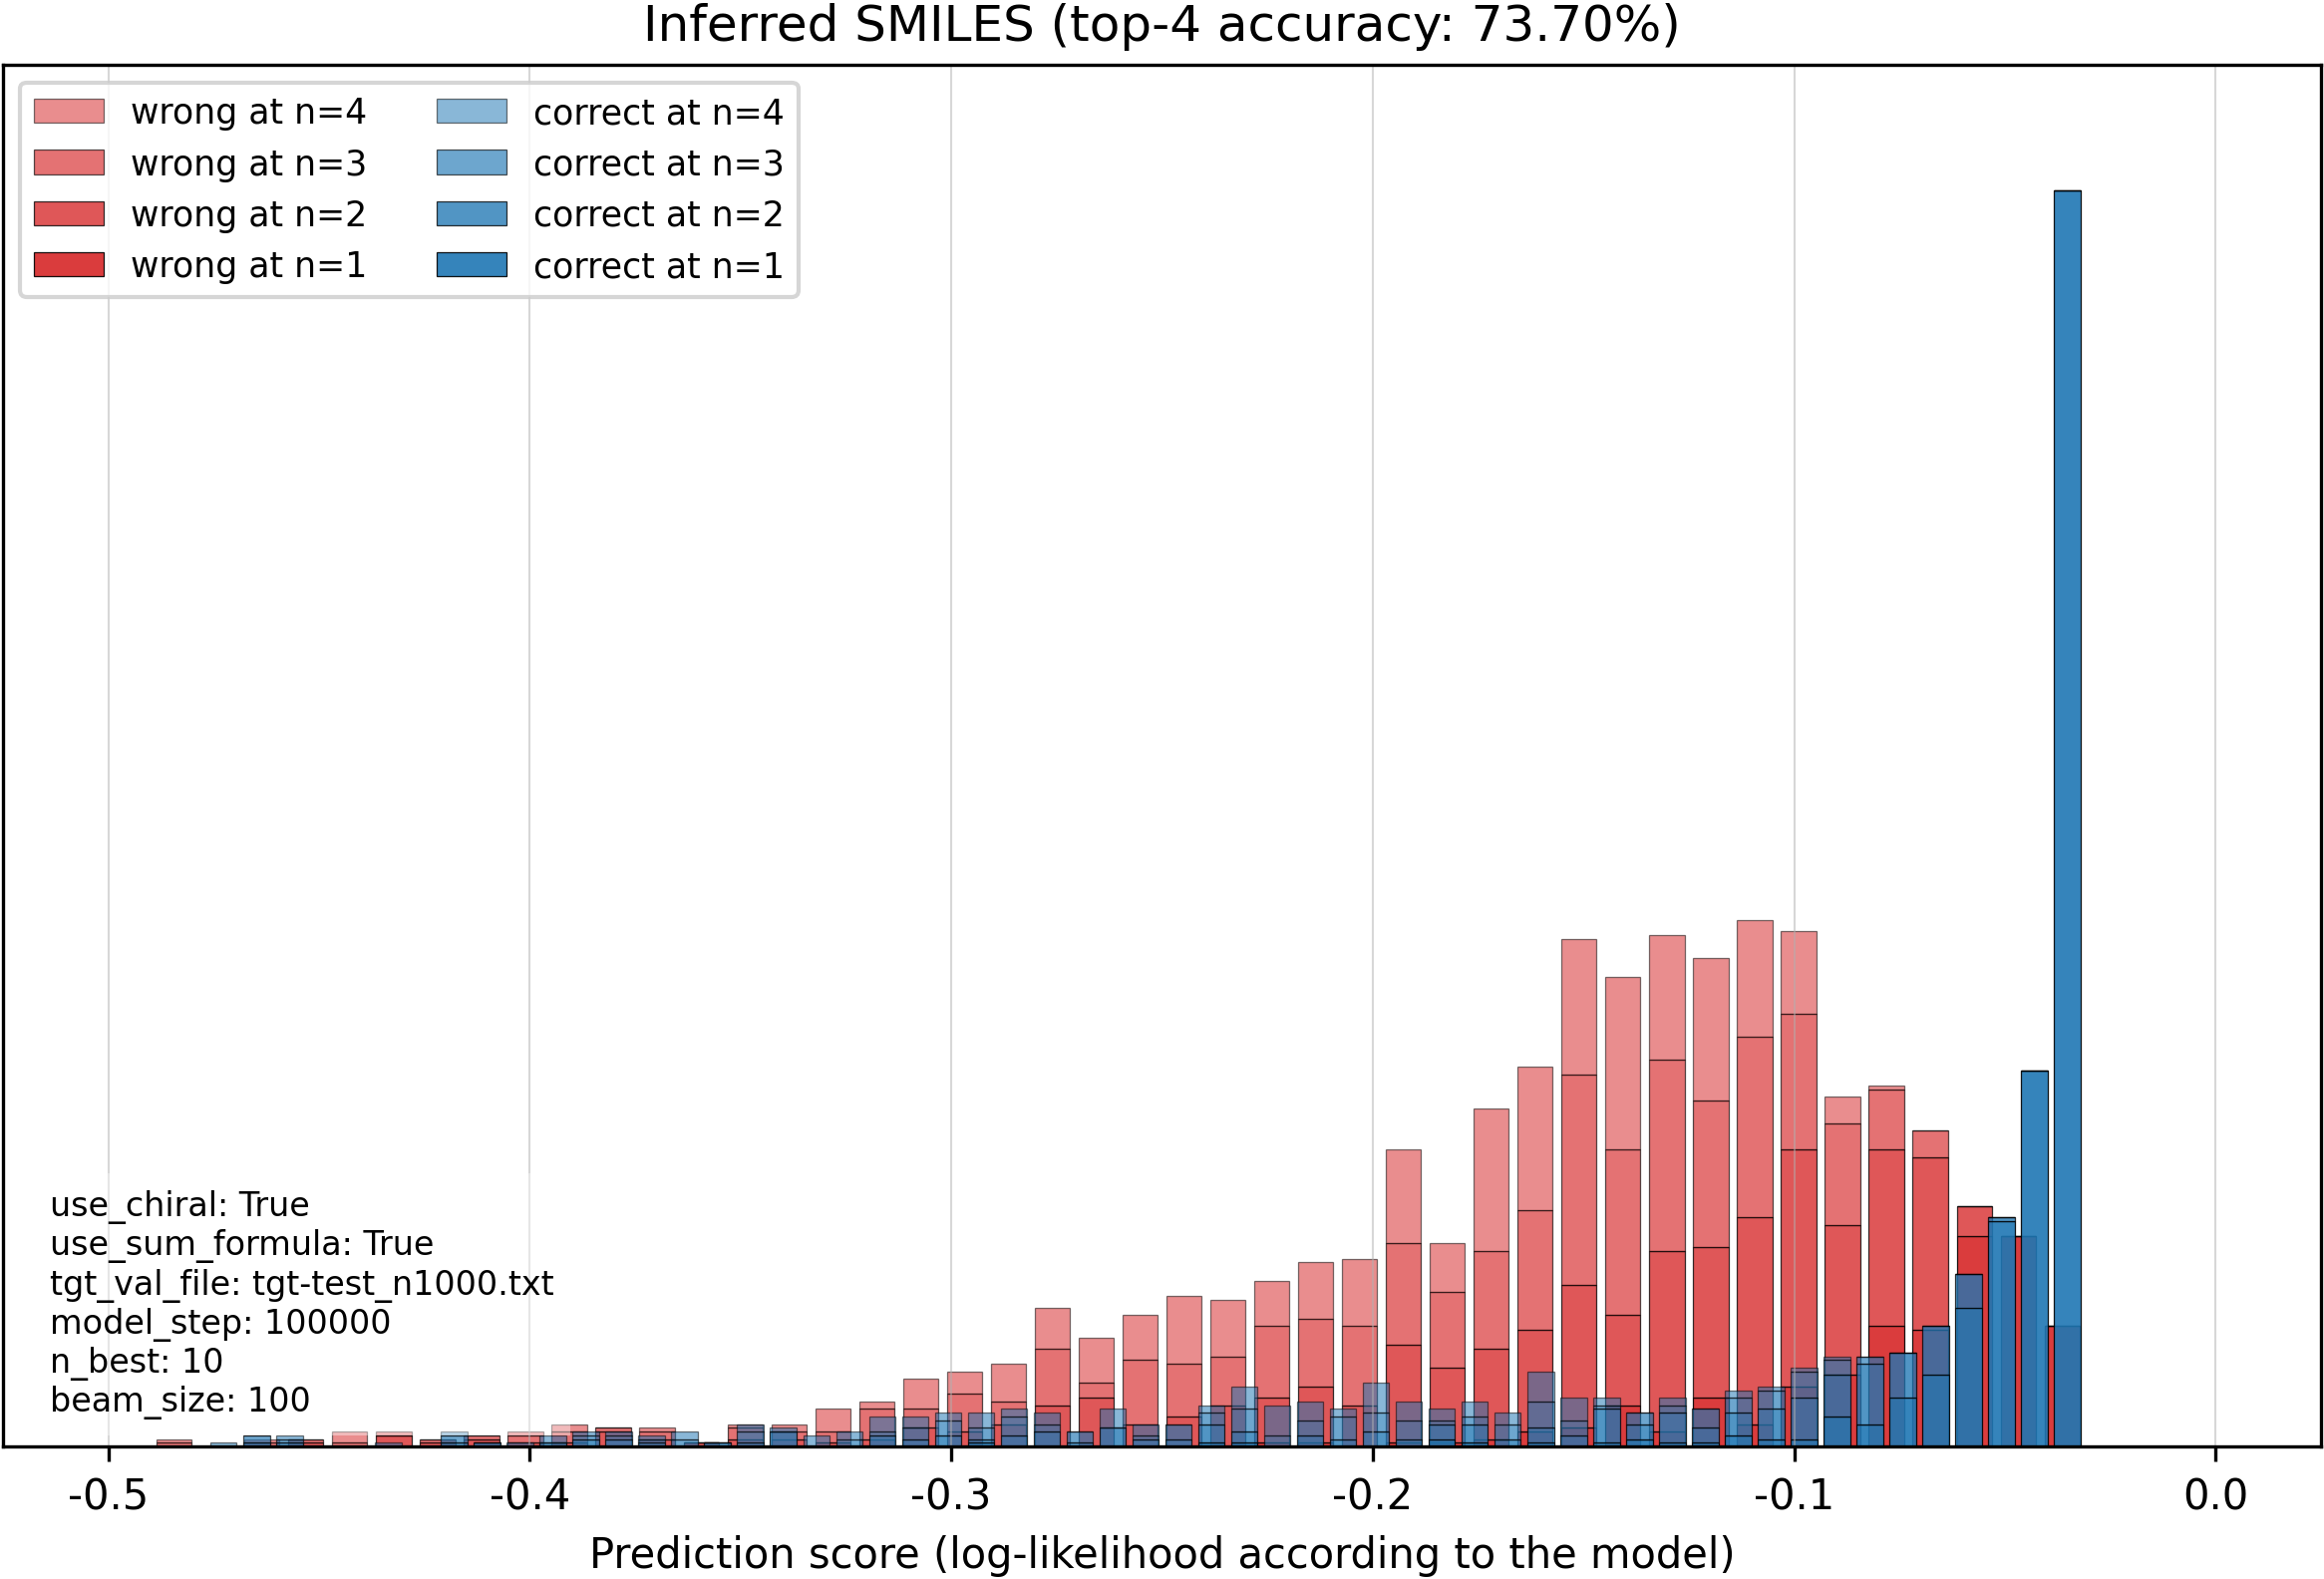 Inferred SMILES (top-4 accuracy: 73.70%)
wrong at n=4
wrong at n=3
wrong at n=2
wrong at n=1
correct at n=4
correct at n=3
correct at n=2
correct at n=1
use_chiral: True
use_sum_formula: True
tgt_val_file: tgt-test_n1000.txt
model_step: 100000
n_best: 10
beam_size: 100
-0.5 -0.4 -0.3 -0.2 -0.1 0.0
Prediction score (log-likelihood according to the model)